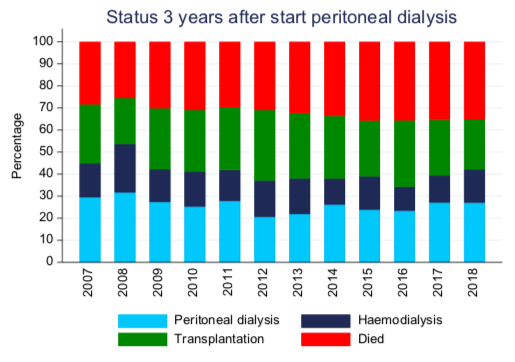 Status 3 years after start peritoneal dialysis
Percentage
100
90
80
70
60
50
40
30
20
10
0
2007 2008 2009 2010 2011 2012 2013 2014 2015 2016 2017 2018
Peritoneal dialysis Haemodialysis
Transplantation Died